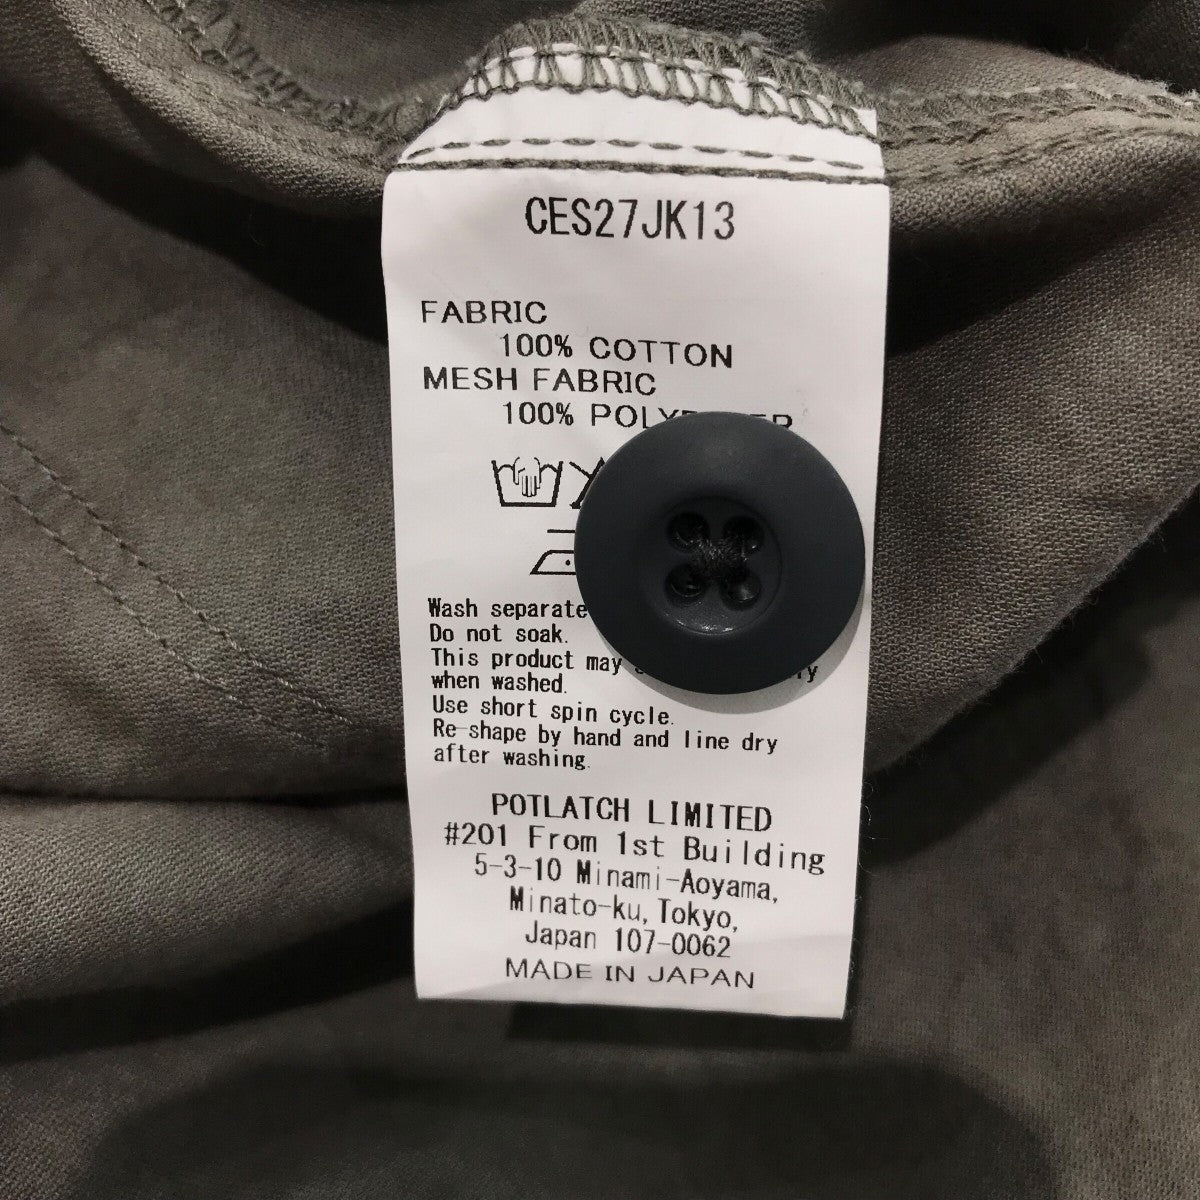 CES27JK13
FABRIC
100% COTTON
MESH FABRIC
100% POLYESTER
Wash separate
Do not soak.
This product may
when washed.
Use short spin cycle.
Re-shape by hand and line dry
after washing.
POTLATCH LIMITED
#201 From 1st Building
5-3-10 Minami-Aoyama,
Minato-ku, Tokyo,
Japan 107-0062
MADE IN JAPAN